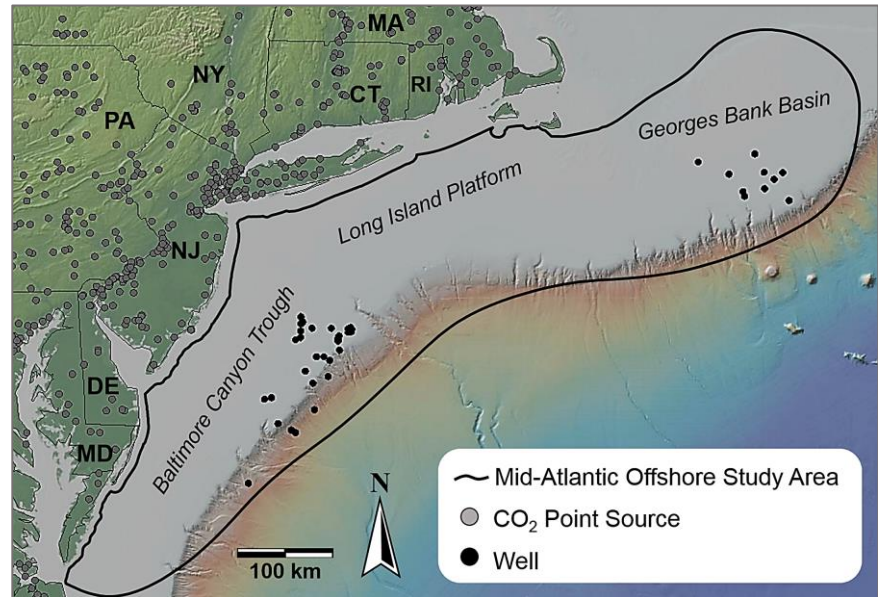 MA
NY
CT
RI
PA
Georges Bank Basin
Long Island Platform
NJ
Baltimore Canyon Trough
DE
MD
N
100 km
Mid-Atlantic Offshore Study Area
CO₂ Point Source
Well